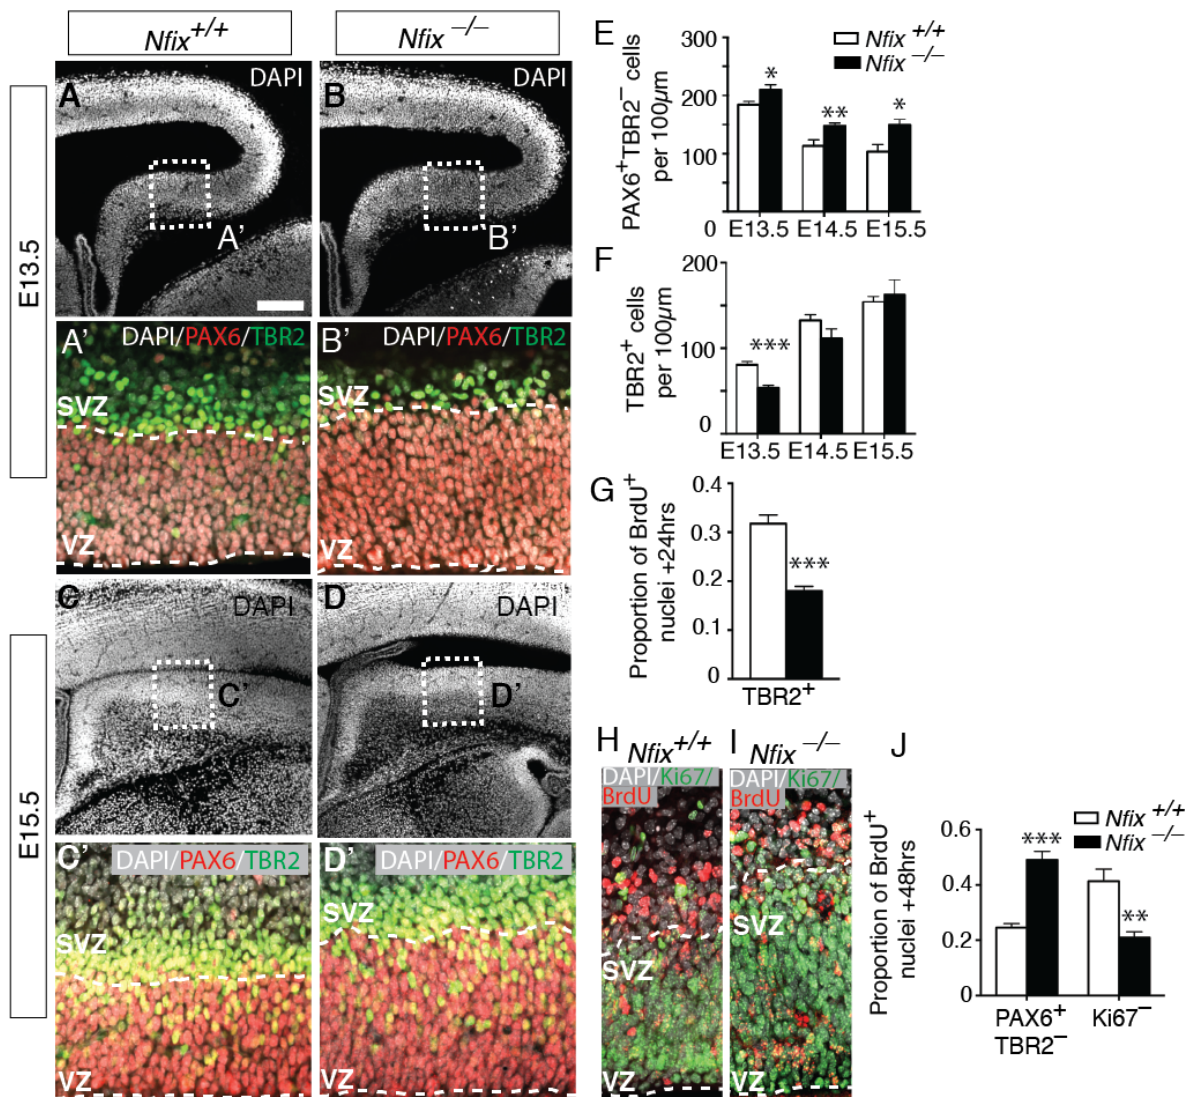 Nfix+/+
Nfix −/−
E13.5
A
DAPI
A'
B
DAPI
B'
A'
DAPI/PAX6/TBR2
SVZ
VZ
B'
DAPI/PAX6/TBR2
SVZ
VZ
E15.5
C
DAPI
C'
D
DAPI
D'
C'
DAPI/PAX6/TBR2
SVZ
VZ
D'
DAPI/PAX6/TBR2
SVZ
VZ
E
Nfix +/+
Nfix −/−
PAX6+TBR2− cells
per 100µm
300
200
100
0
*
**
*
E13.5
E14.5
E15.5
F
TBR2+ cells
per 100µm
200
100
0
***
E13.5
E14.5
E15.5
G
Proportion of BrdU+
nuclei +24hrs
0.4
0.3
0.2
0.1
0
***
TBR2+
H
Nfix+/+
DAPI/Ki67/
BrdU
SVZ
VZ
I
Nfix −/−
DAPI/Ki67/
BrdU
SVZ
VZ
J
Nfix +/+
Nfix −/−
Proportion of BrdU+
nuclei +48hrs
0.6
0.4
0.2
0
***
**
PAX6+
TBR2−
Ki67−